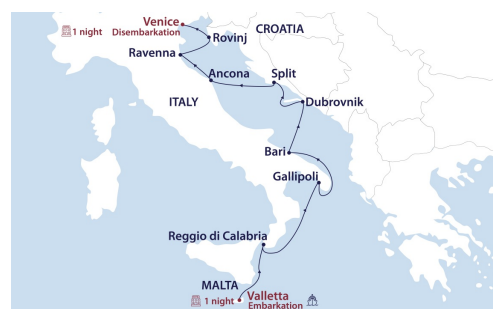 Venice
1 night
Disembarkation
CROATIA
Rovinj
Ravenna
Ancona
Split
ITALY
Dubrovnik
Bari
Gallipoli
Reggio di Calabria
MALTA
1 night
Valletta
Embarkation